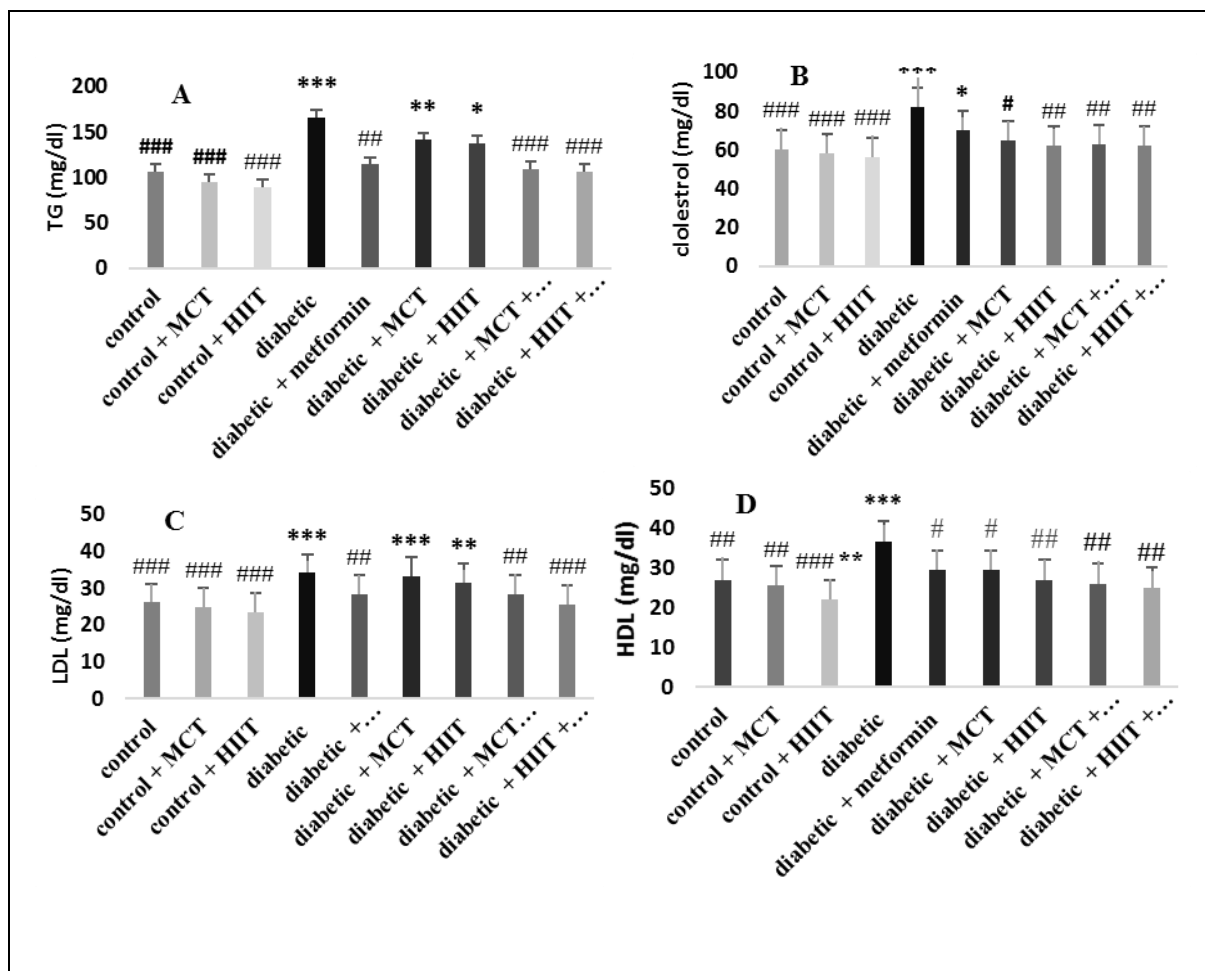 A
TG (mg/dl)
200
150
100
50
0
###
###
###
***
##
**
*
###
###
control
control + MCT
control + HIIT
diabetic
diabetic + metformin
diabetic + MCT
diabetic + HIIT
diabetic + MCT +…
diabetic + HIIT +…
B
clolestrol (mg/dl)
100
80
60
40
20
0
###
###
###
***
*
#
##
##
##
control
control + MCT
control + HIIT
diabetic
diabetic + metformin
diabetic + MCT
diabetic + HIIT
diabetic + MCT +…
diabetic + HIIT +…
C
LDL (mg/dl)
50
40
30
20
10
0
###
###
###
***
##
***
**
##
###
control
control + MCT
control + HIIT
diabetic
diabetic +…
diabetic + MCT
diabetic + HIIT
diabetic + MCT…
diabetic + HIIT +…
D
HDL (mg/dl)
50
40
30
20
10
0
##
##
### **
***
#
#
##
##
##
control
control + MCT
control + HIIT
diabetic
diabetic + metformin
diabetic + MCT
diabetic + HIIT
diabetic + MCT +…
diabetic + HIIT +…